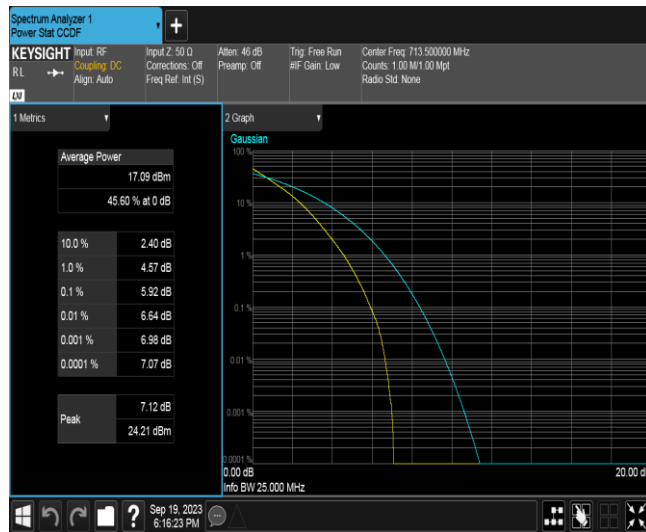 Spectrum Analyzer 1
Power Stat CCDF
+
KEYSIGHT
RL
LXI
Input: RF
Coupling: DC
Align: Auto
Input Z: 50 Ω
Corrections: Off
Freq Ref: Int (S)
Atten: 46 dB
Preamp: Off
Trig: Free Run
#IF Gain: Low
Center Freq: 713.500000 MHz
Counts: 1.00 M/1.00 Mpt
Radio Std: None
1 Metrics
Average Power
17.09 dBm
45.60 % at 0 dB
10.0 % 2.40 dB
1.0 % 4.57 dB
0.1 % 5.92 dB
0.01 % 6.64 dB
0.001 % 6.98 dB
0.0001 % 7.07 dB
Peak
7.12 dB
24.21 dBm
2 Graph
Gaussian
100 %
10 %
1 %
0.1 %
0.01 %
0.001 %
0.0001 %
0.00 dB
20.00 d
Info BW 25.000 MHz
?
Sep 19, 2023
6:16:23 PM